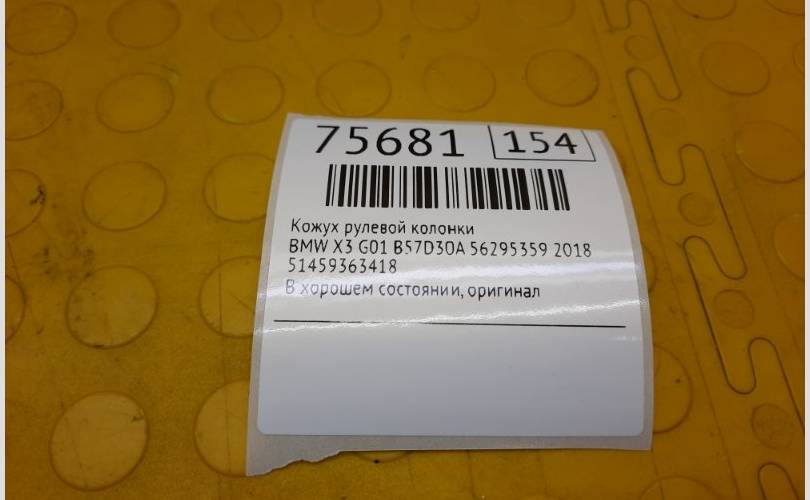 75681 154
Кожух рулевой колонки
BMW X3 G01 B57D30A 56295359 2018
51459363418
В хорошем состоянии, оригинал